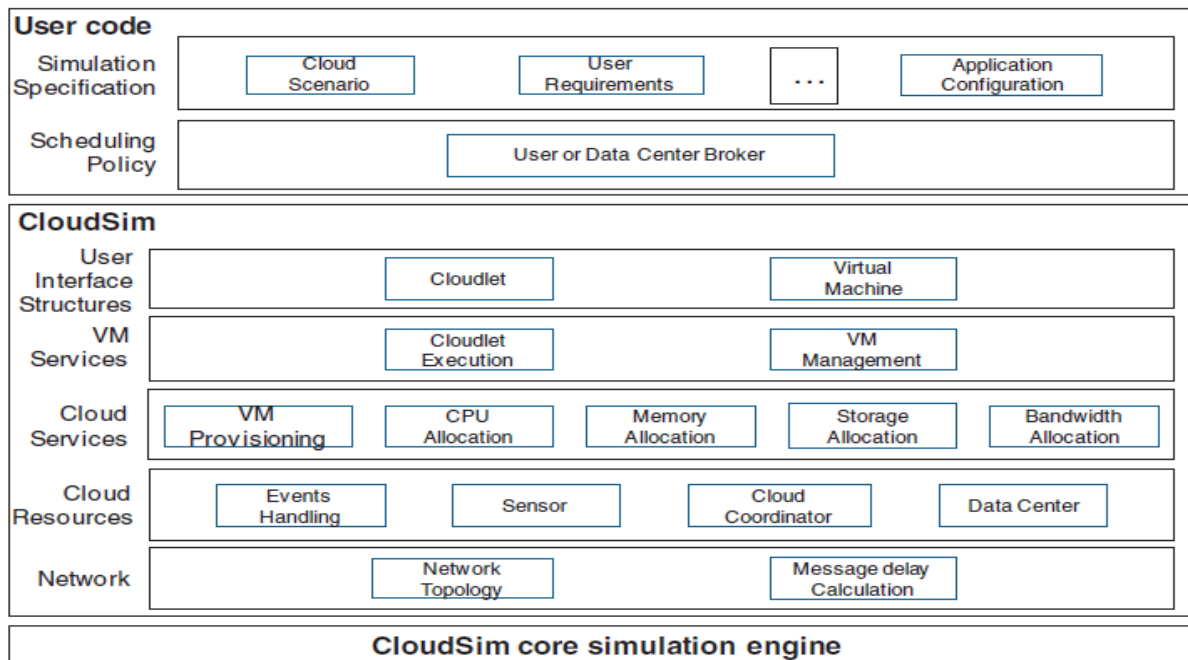 User code
Simulation
Specification
Cloud
Scenario
User
Requirements
...
Application
Configuration
Scheduling
Policy
User or Data Center Broker
CloudSim
User
Interface
Structures
Cloudlet
Virtual
Machine
VM
Services
Cloudlet
Execution
VM
Management
Cloud
Services
VM
Provisioning
CPU
Allocation
Memory
Allocation
Storage
Allocation
Bandwidth
Allocation
Cloud
Resources
Events
Handling
Sensor
Cloud
Coordinator
Data Center
Network
Network
Topology
Message delay
Calculation
CloudSim core simulation engine